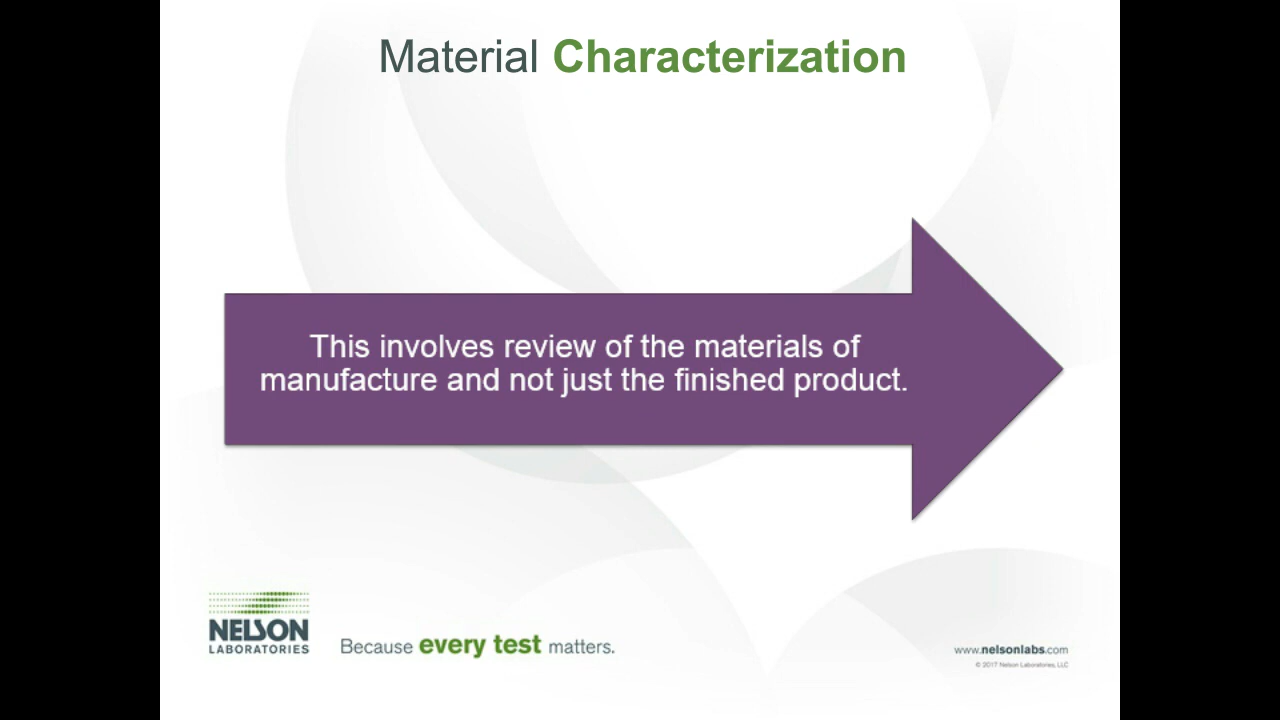 Material Characterization
This involves review of the materials of
manufacture and not just the finished product.
NELSON
LABORATORIES
Because every test matters.
www.nelsonlabs.com
© 2017 Nelson Laboratories, LLC